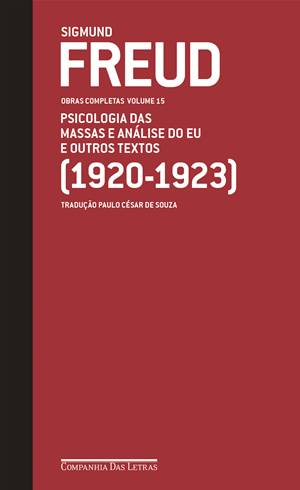 SIGMUND
FREUD
OBRAS COMPLETAS VOLUME 15
PSICOLOGIA DAS
MASSAS E ANÁLISE DO EU
E OUTROS TEXTOS
(1920-1923)
TRADUÇÃO PAULO CÉSAR DE SOUZA
COMPANHIA DAS LETRAS